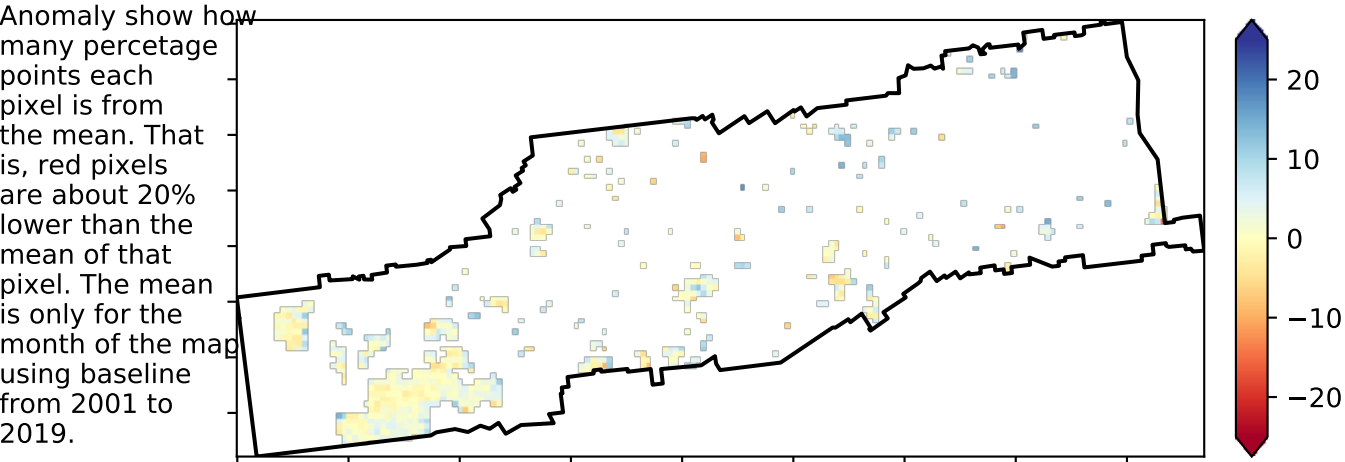 Anomaly show how
many percetage
points each
pixel is from
the mean. That
is, red pixels
are about 20%
lower than the
mean of that
pixel. The mean
is only for the
month of the map
using baseline
from 2001 to
2019.
20
10
0
−10
−20